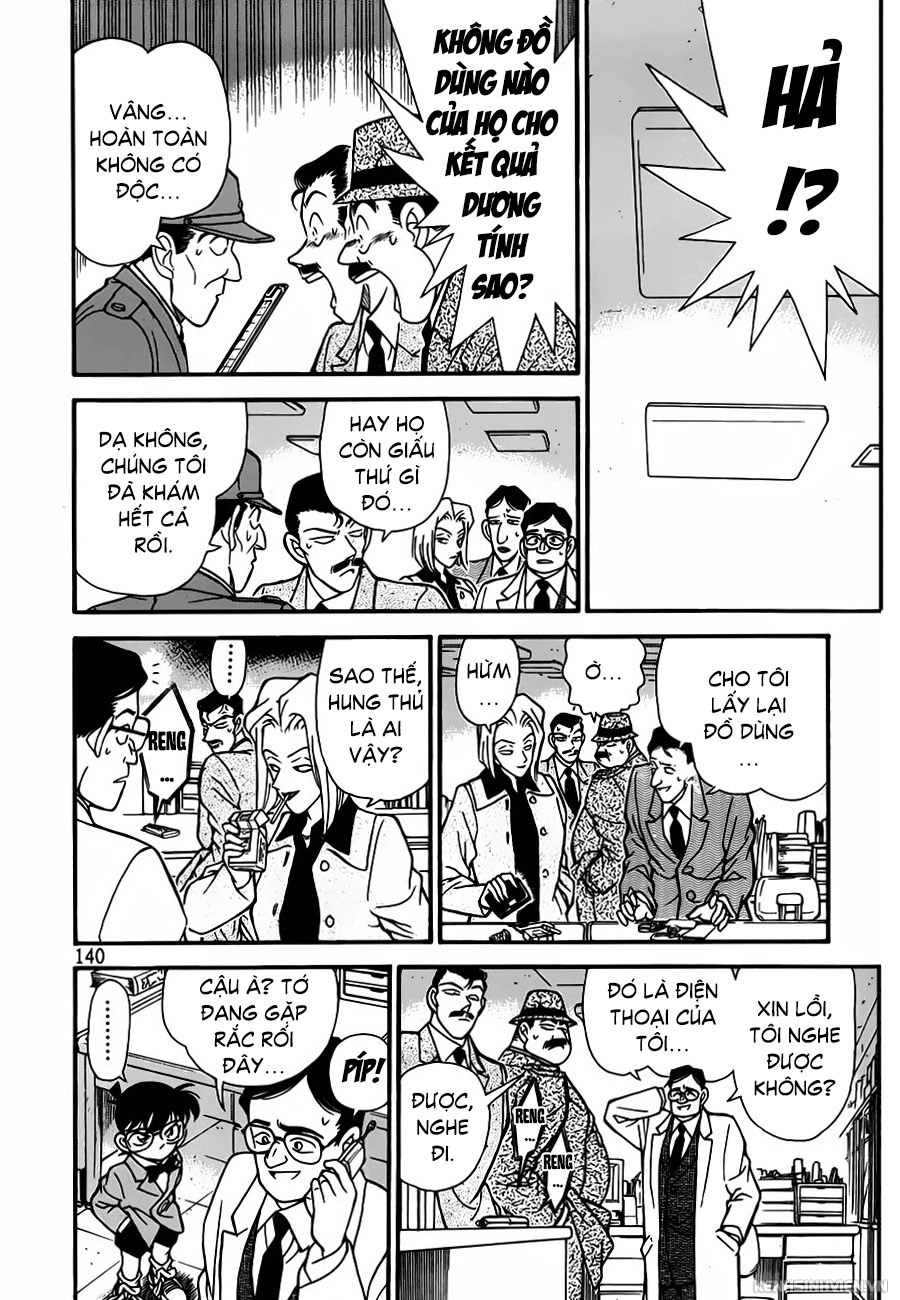 HẢ
!?
KHÔNG ĐỒ
DÙNG NÀO
CỦA HỌ CHO
KẾT QUẢ
DƯƠNG
TÍNH
SAO?
VÂNG...
HOÀN TOÀN
KHÔNG CÓ
ĐỘC...
HAY HỌ
CÒN GIẤU
THỨ GÌ
ĐÓ...
DẠ KHÔNG,
CHÚNG TÔI
ĐÃ KHÁM
HẾT CẢ
RỒI.
CHO TÔI
LẤY LẠI
ĐỒ DÙNG
...
Ờ...
HỪM
...
SAO THẾ,
HUNG THỦ
LÀ AI
VẬY?
......
RENG
...
140
XIN LỖI,
TÔI NGHE
ĐƯỢC
KHÔNG?
ĐÓ LÀ ĐIỆN
THOẠI CỦA
TÔI...
ĐƯỢC,
NGHE
ĐI.
RENG
...
RENG
...
PÍP!
CẬU À? TỚ
ĐANG GẶP
RẮC RỐI
ĐÂY...
........